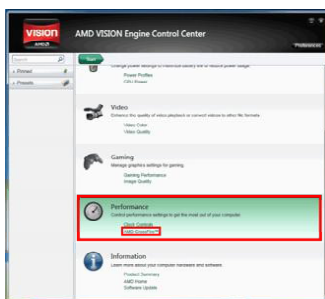 VISION
AMD
AMD VISION Engine Control Center
Preferences
Search
Start
Pinned
Presets
Power Profiles
CPU Power
Video
Enhance the quality of video playback or convert videos to other file formats.
Video Color
Video Quality
Gaming
Manage graphics settings for gaming.
Gaming Performance
Image Quality
Performance
Control performance settings to get the most out of your computer.
Clock Controls
AMD CrossFire™
Information
Learn more about your computer hardware and software.
Product Summary
AMD Home
Software Update